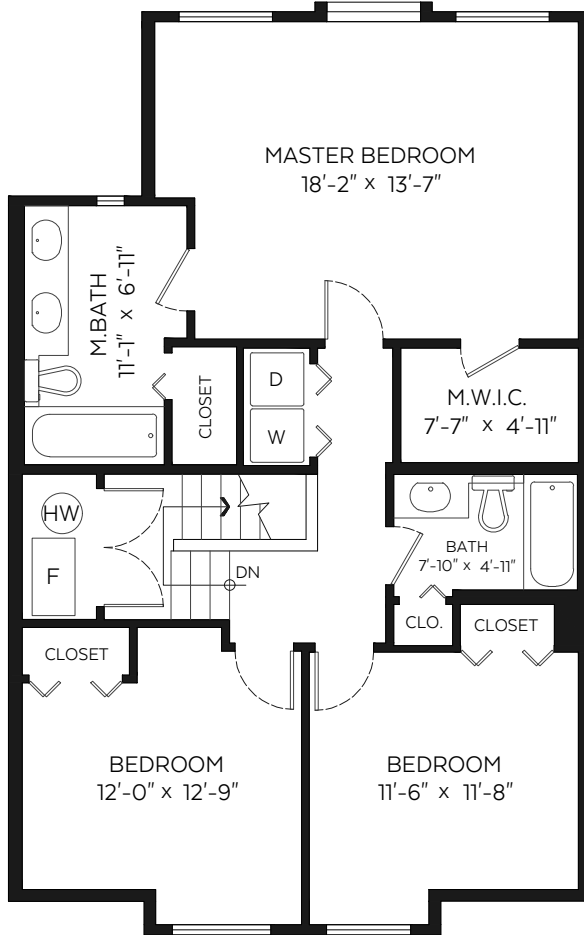 MASTER BEDROOM
18'-2" x 13'-7"
M.BATH
11'-1" x 6'-11"
CLOSET
D
W
M.W.I.C.
7'-7" x 4'-11"
HW
F
DN
BATH
7'-10" x 4'-11"
CLO.
CLOSET
CLOSET
BEDROOM
12'-0" x 12'-9"
BEDROOM
11'-6" x 11'-8"